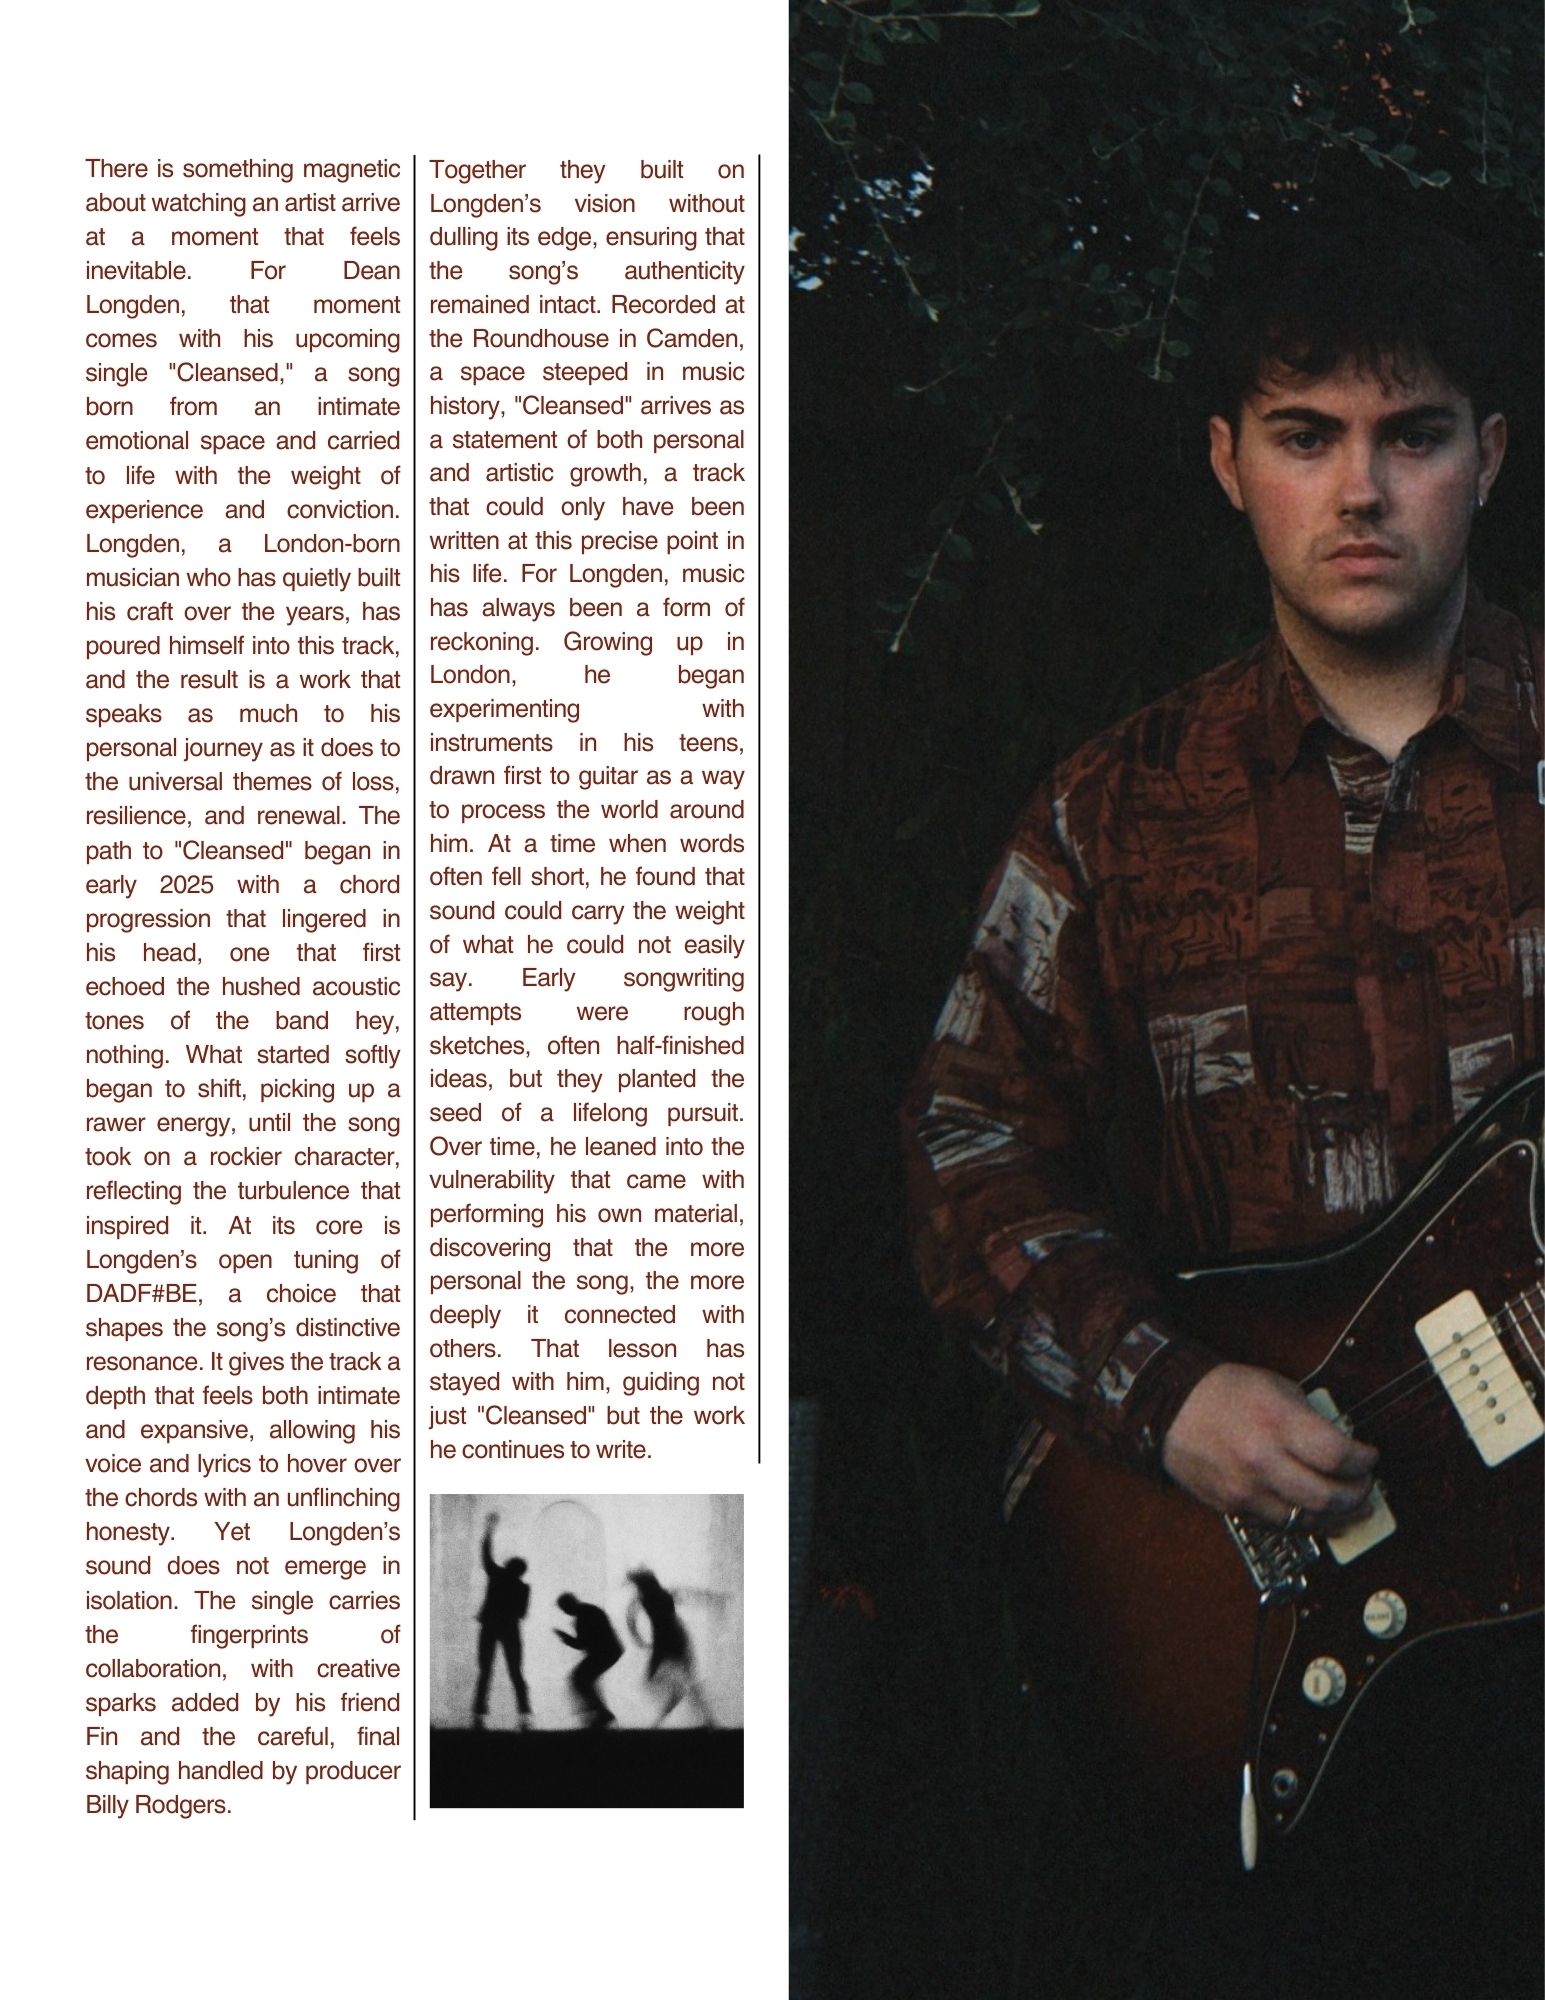 There is something magnetic
about watching an artist arrive
at a moment that feels
inevitable. For Dean
Longden, that moment
comes with his upcoming
single "Cleansed," a song
born from an intimate
emotional space and carried
to life with the weight of
experience and conviction.
Longden, a London-born
musician who has quietly built
his craft over the years, has
poured himself into this track,
and the result is a work that
speaks as much to his
personal journey as it does to
the universal themes of loss,
resilience, and renewal. The
path to "Cleansed" began in
early 2025 with a chord
progression that lingered in
his head, one that first
echoed the hushed acoustic
tones of the band hey,
nothing. What started softly
began to shift, picking up a
rawer energy, until the song
took on a rockier character,
reflecting the turbulence that
inspired it. At its core is
Longden’s open tuning of
DADF#BE, a choice that
shapes the song’s distinctive
resonance. It gives the track a
depth that feels both intimate
and expansive, allowing his
voice and lyrics to hover over
the chords with an unflinching
honesty. Yet Longden’s
sound does not emerge in
isolation. The single carries
the fingerprints of
collaboration, with creative
sparks added by his friend
Fin and the careful, final
shaping handled by producer
Billy Rodgers.
Together they built on
Longden’s vision without
dulling its edge, ensuring that
the song’s authenticity
remained intact. Recorded at
the Roundhouse in Camden,
a space steeped in music
history, "Cleansed" arrives as
a statement of both personal
and artistic growth, a track
that could only have been
written at this precise point in
his life. For Longden, music
has always been a form of
reckoning. Growing up in
London, he began
experimenting with
instruments in his teens,
drawn first to guitar as a way
to process the world around
him. At a time when words
often fell short, he found that
sound could carry the weight
of what he could not easily
say. Early songwriting
attempts were rough
sketches, often half-finished
ideas, but they planted the
seed of a lifelong pursuit.
Over time, he leaned into the
vulnerability that came with
performing his own material,
discovering that the more
personal the song, the more
deeply it connected with
others. That lesson has
stayed with him, guiding not
just "Cleansed" but the work
he continues to write.